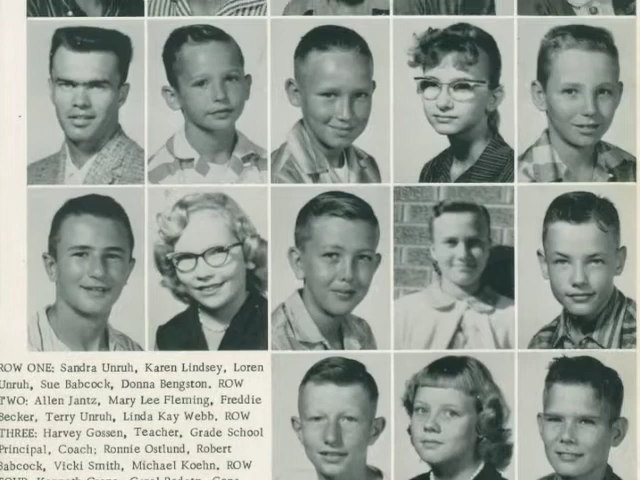 ROW ONE: Sandra Unruh, Karen Lindsey, Loren
Unruh, Sue Babcock, Donna Bengston. ROW
TWO: Allen Jantz, Mary Lee Fleming, Freddie
Becker, Terry Unruh, Linda Kay Webb. ROW
THREE: Harvey Gossen, Teacher, Grade School
Principal, Coach; Ronnie Ostlund, Robert
Babcock, Vicki Smith, Michael Koehn. ROW